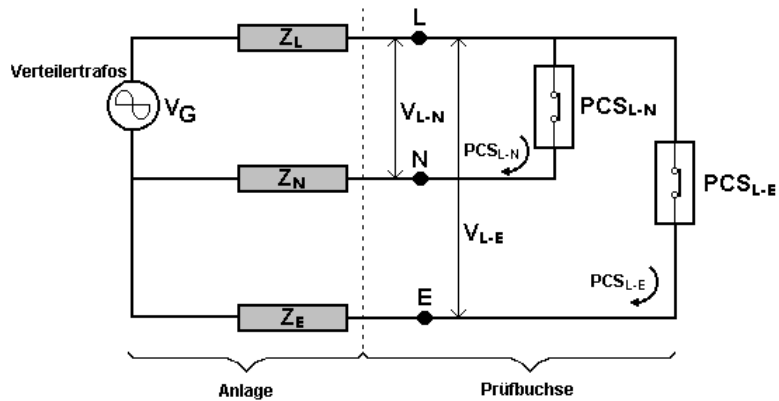 Z_L
L
Verteilertrafos
V_G
V_L-N
PCS_L-N
PCS_L-N
N
Z_N
PCS_L-E
V_L-E
PCS_L-E
E
Z_E
Anlage
Prüfbuchse